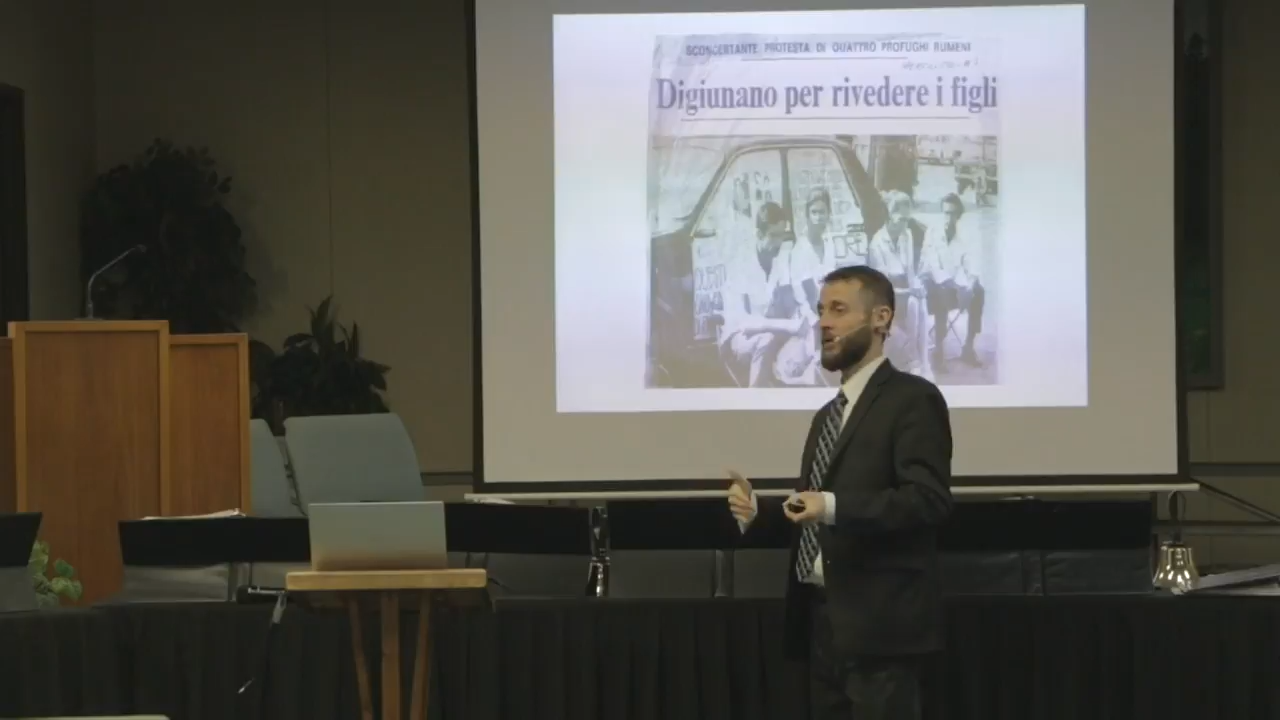 SCONCERTANTE PROTESTA DI QUATTRO PROFUGHI RUMENI
Digiunano per rivedere i figli